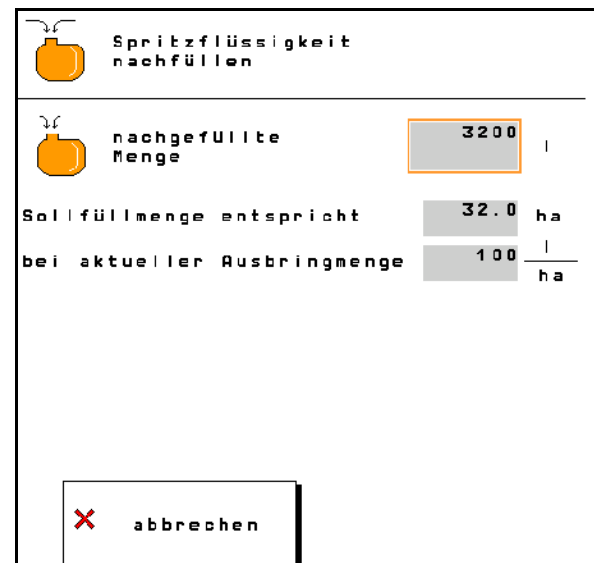 Spritzflüssigkeit
nachfüllen
nachgefüllte
Menge
3200 l
Sollfüllmenge entspricht 32.0 ha
bei aktueller Ausbringmenge 100 l
ha
abbrechen